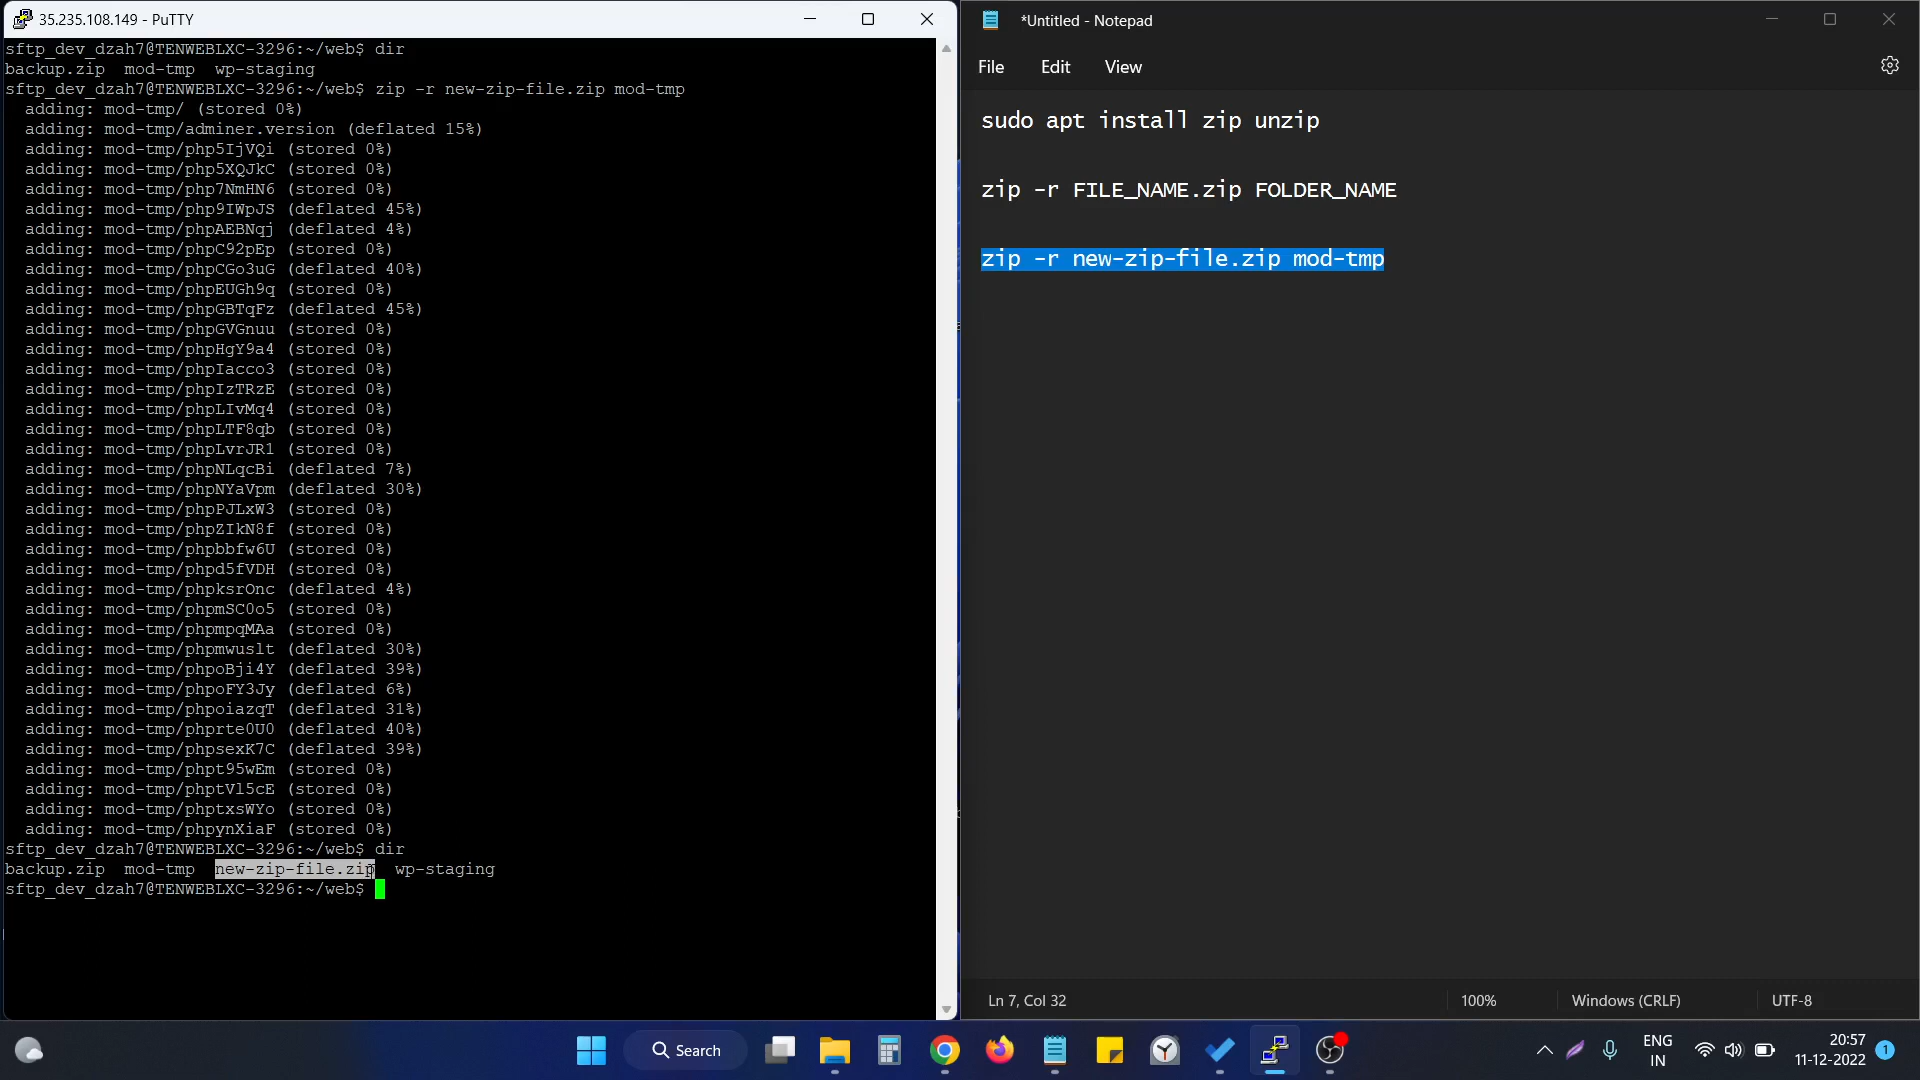 35.235.108.149 - PuTTY
sftp_dev_dzah7@TENWEBLXC-3296:~/web$ dir
backup.zip  mod-tmp  wp-staging
sftp_dev_dzah7@TENWEBLXC-3296:~/web$ zip -r new-zip-file.zip mod-tmp
  adding: mod-tmp/ (stored 0%)
  adding: mod-tmp/adminer.version (deflated 15%)
  adding: mod-tmp/php5IjVQi (stored 0%)
  adding: mod-tmp/php5XQJkC (stored 0%)
  adding: mod-tmp/php7NmHN6 (stored 0%)
  adding: mod-tmp/php9IWpJS (deflated 45%)
  adding: mod-tmp/phpAEBNqj (deflated 4%)
  adding: mod-tmp/phpC92pEp (stored 0%)
  adding: mod-tmp/phpCGo3uG (deflated 40%)
  adding: mod-tmp/phpEUGh9q (stored 0%)
  adding: mod-tmp/phpGBTqFz (deflated 45%)
  adding: mod-tmp/phpGVGnuu (stored 0%)
  adding: mod-tmp/phpHgY9a4 (stored 0%)
  adding: mod-tmp/phpIacco3 (stored 0%)
  adding: mod-tmp/phpIzTRzE (stored 0%)
  adding: mod-tmp/phpLIvMq4 (stored 0%)
  adding: mod-tmp/phpLTF8qb (stored 0%)
  adding: mod-tmp/phpLvrJR1 (stored 0%)
  adding: mod-tmp/phpNLqcBi (deflated 7%)
  adding: mod-tmp/phpNYaVpm (deflated 30%)
  adding: mod-tmp/phpPJLxW3 (stored 0%)
  adding: mod-tmp/phpZIkN8f (stored 0%)
  adding: mod-tmp/phpbbfw6U (stored 0%)
  adding: mod-tmp/phpd5fVDH (stored 0%)
  adding: mod-tmp/phpksrOnc (deflated 4%)
  adding: mod-tmp/phpmSC0o5 (stored 0%)
  adding: mod-tmp/phpmpqMAa (stored 0%)
  adding: mod-tmp/phpmwuslt (deflated 30%)
  adding: mod-tmp/phpoBji4Y (deflated 39%)
  adding: mod-tmp/phpoFY3Jy (deflated 6%)
  adding: mod-tmp/phpoiazqT (deflated 31%)
  adding: mod-tmp/phprte0U0 (deflated 40%)
  adding: mod-tmp/phpsexK7C (deflated 39%)
  adding: mod-tmp/phpt95wEm (stored 0%)
  adding: mod-tmp/phptVl5cE (stored 0%)
  adding: mod-tmp/phptxsWYo (stored 0%)
  adding: mod-tmp/phpynXiaF (stored 0%)
sftp_dev_dzah7@TENWEBLXC-3296:~/web$ dir
backup.zip  mod-tmp  new-zip-file.zip  wp-staging
sftp_dev_dzah7@TENWEBLXC-3296:~/web$
*Untitled - Notepad
File Edit View
sudo apt install zip unzip
zip -r FILE_NAME.zip FOLDER_NAME
zip -r new-zip-file.zip mod-tmp
Ln 7, Col 32 100% Windows (CRLF) UTF-8
Search
ENG
IN
20:57
11-12-2022
1